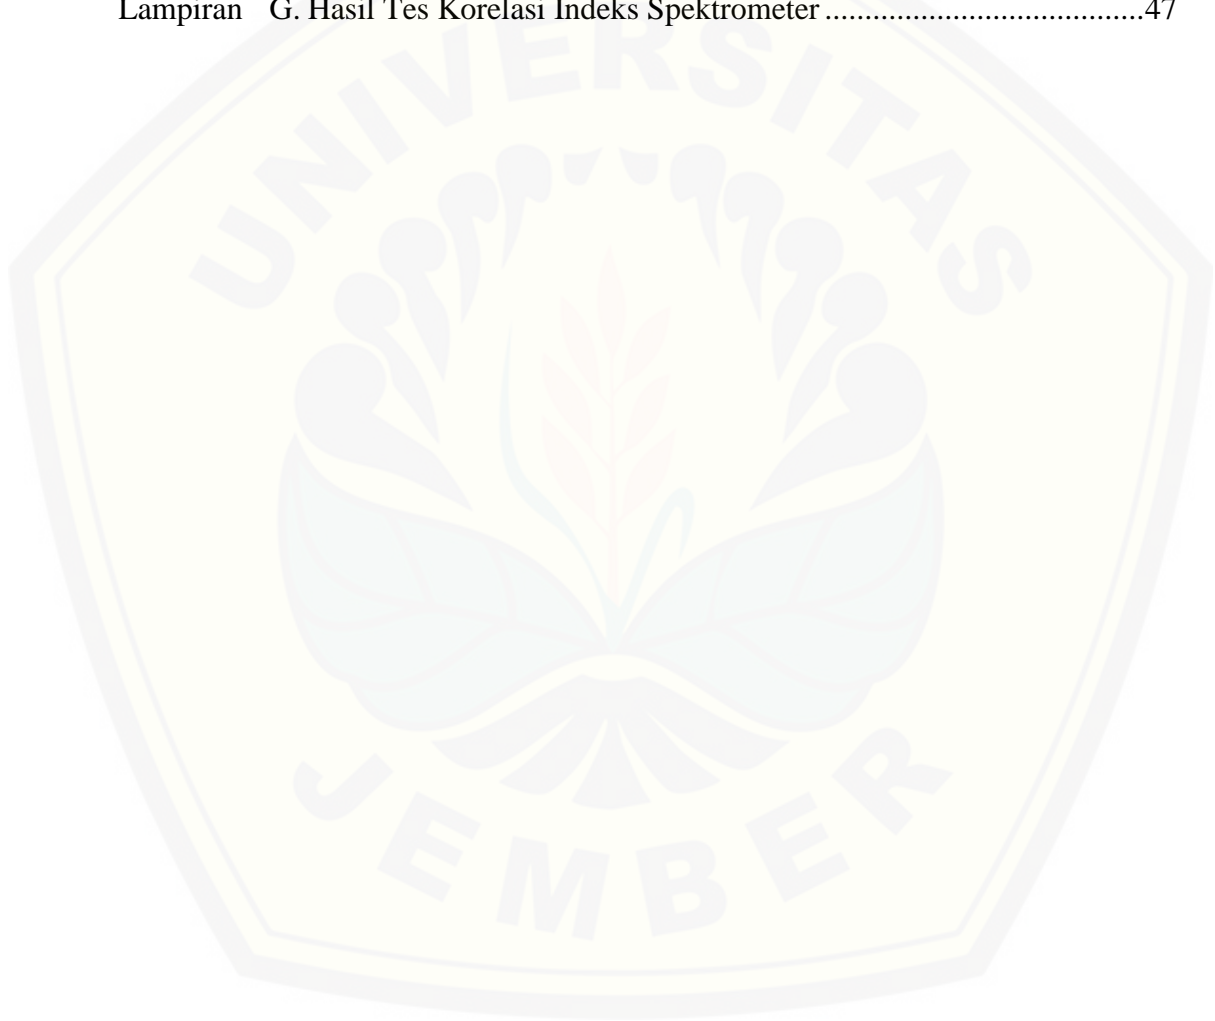 Lampiran G. Hasil Tes Korelasi Indeks Spektrometer ....................................47
UNIVERSITAS
JEMBER